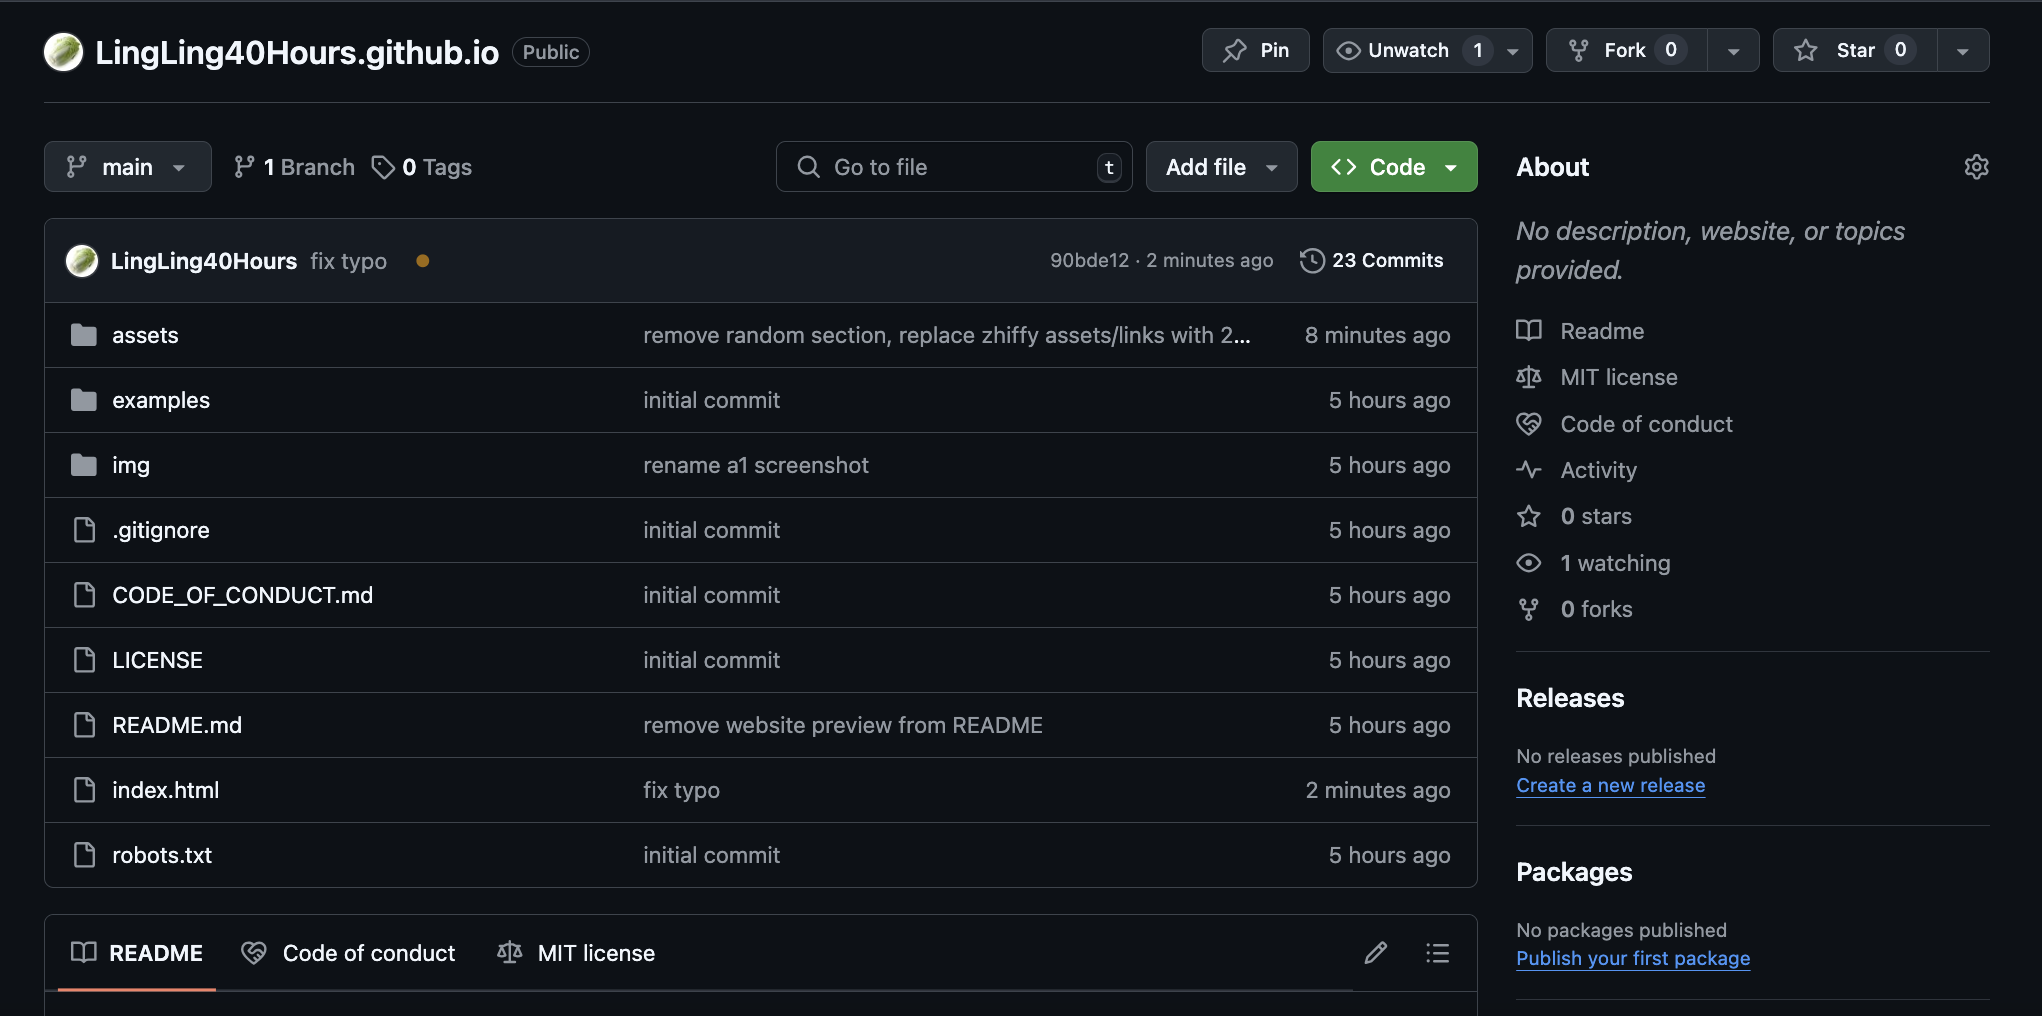 LingLing40Hours.github.io Public Pin Unwatch 1 Fork 0 Star 0
main 1 Branch 0 Tags Go to file t Add file Code
LingLing40Hours fix typo 90bde12 · 2 minutes ago 23 Commits
assets remove random section, replace zhiffy assets/links with 2... 8 minutes ago
examples initial commit 5 hours ago
img rename a1 screenshot 5 hours ago
.gitignore initial commit 5 hours ago
CODE_OF_CONDUCT.md initial commit 5 hours ago
LICENSE initial commit 5 hours ago
README.md remove website preview from README 5 hours ago
index.html fix typo 2 minutes ago
robots.txt initial commit 5 hours ago
README Code of conduct MIT license
About
No description, website, or topics
provided.
Readme
MIT license
Code of conduct
Activity
0 stars
1 watching
0 forks
Releases
No releases published
Create a new release
Packages
No packages published
Publish your first package